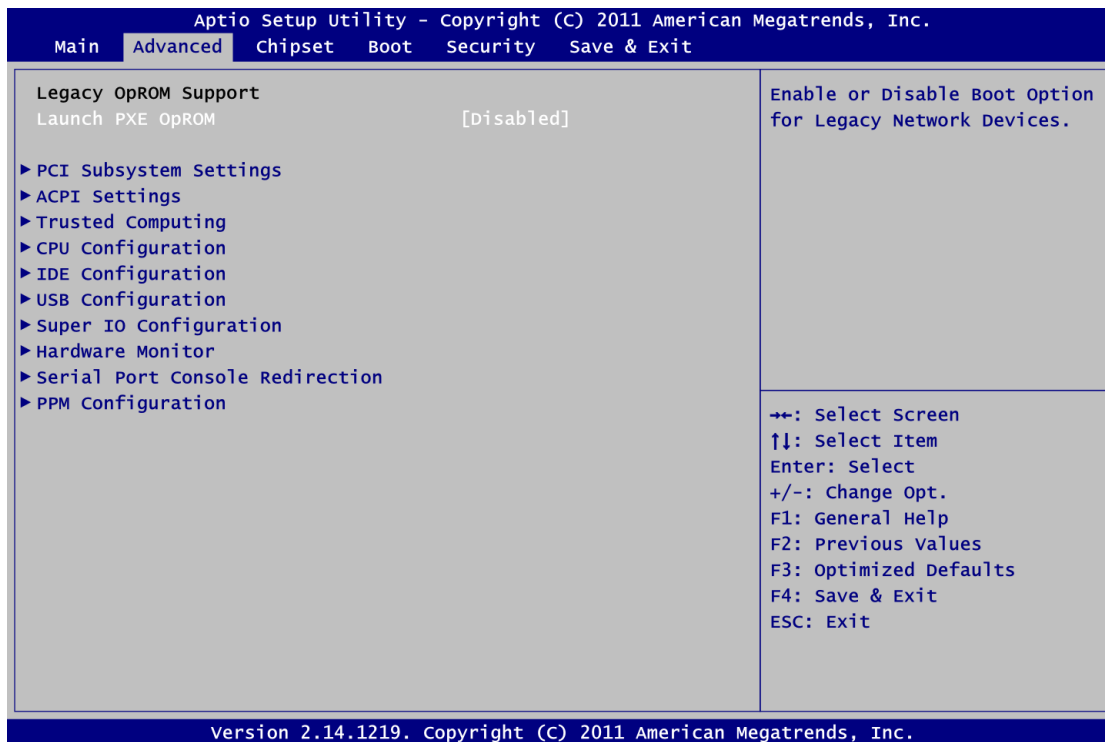 Aptio Setup Utility - Copyright (C) 2011 American Megatrends, Inc.
Main Advanced Chipset Boot Security Save & Exit
Legacy OpROM Support
Launch PXE OpROM [Disabled]
▶ PCI Subsystem Settings
▶ ACPI Settings
▶ Trusted Computing
▶ CPU Configuration
▶ IDE Configuration
▶ USB Configuration
▶ Super IO Configuration
▶ Hardware Monitor
▶ Serial Port Console Redirection
▶ PPM Configuration
Enable or Disable Boot Option
for Legacy Network Devices.
→←: Select Screen
↑↓: Select Item
Enter: Select
+/-: Change Opt.
F1: General Help
F2: Previous Values
F3: Optimized Defaults
F4: Save & Exit
ESC: Exit
Version 2.14.1219. Copyright (C) 2011 American Megatrends, Inc.